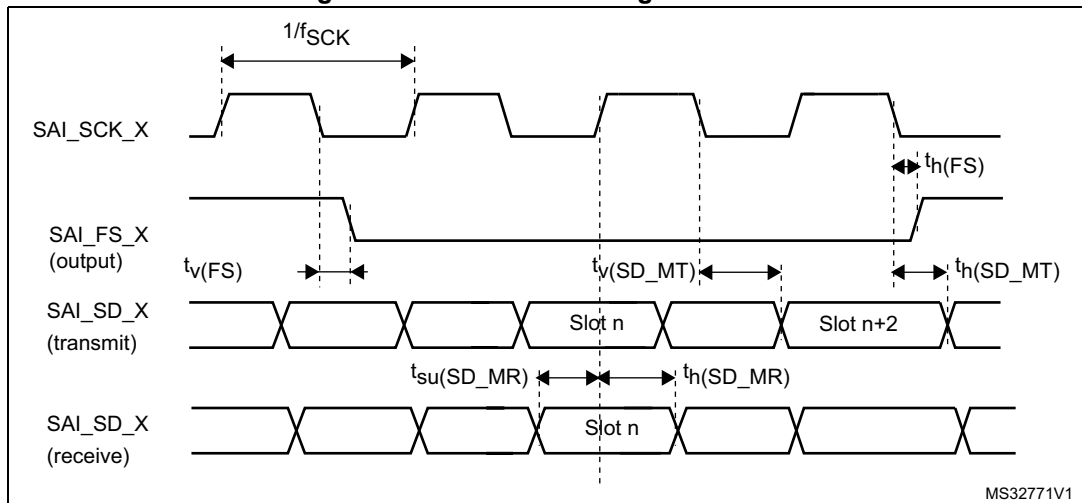 1/fSCK
SAI_SCK_X
th(FS)
SAI_FS_X
(output)
tv(FS)
tv(SD_MT)
th(SD_MT)
SAI_SD_X
(transmit)
Slot n
Slot n+2
tsu(SD_MR)
th(SD_MR)
SAI_SD_X
(receive)
Slot n
MS32771V1